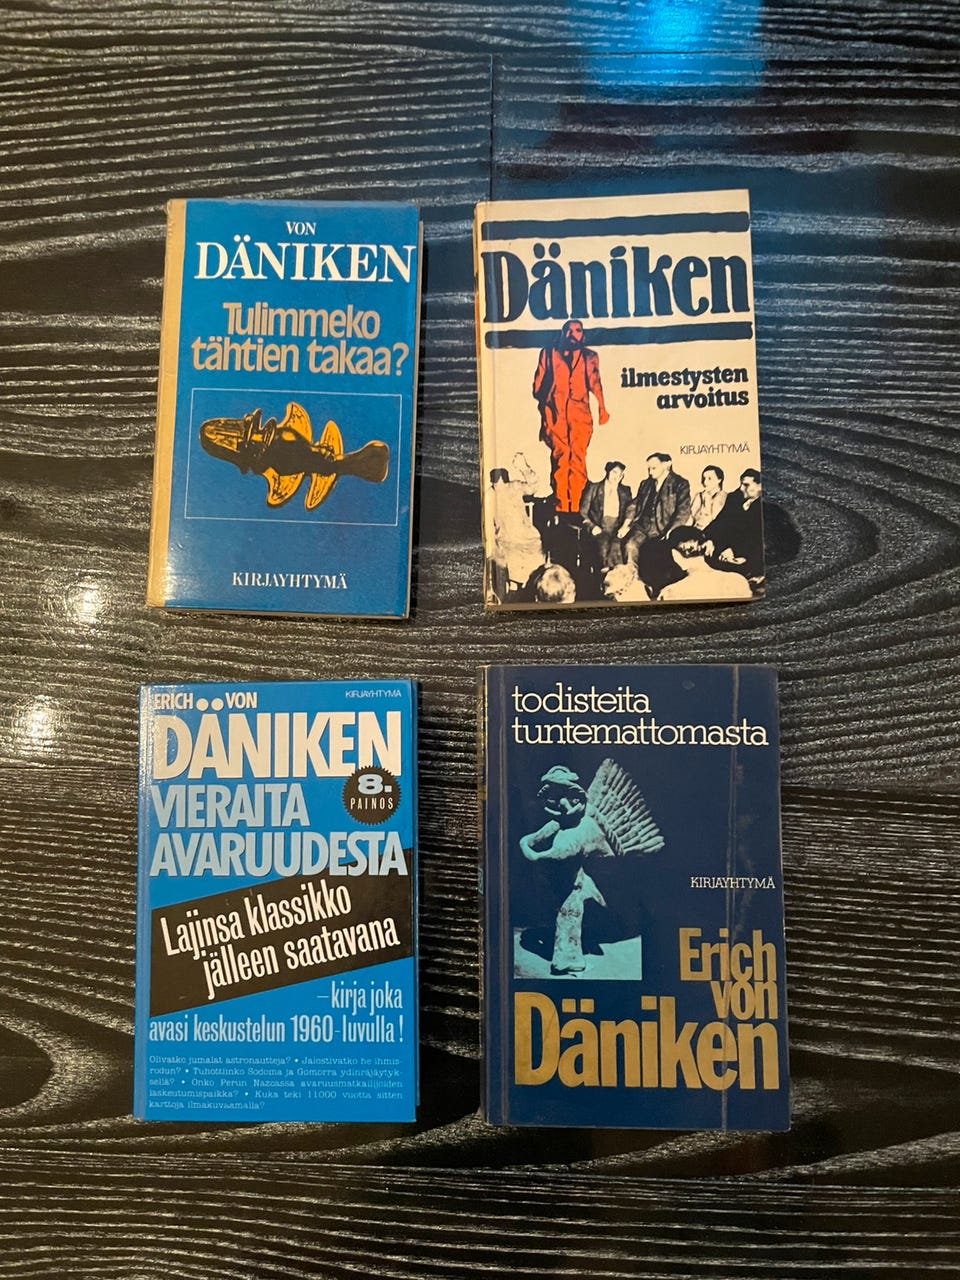 VON
DÄNIKEN
Tulimmeko
tähtien takaa?
KIRJAYHTYMÄ
Däniken
ilmestysten
arvoitus
KIRJAYHTYMÄ
ERICH VON
KIRJAYHTYMÄ
DÄNIKEN
8.
PAINOS
VIERAITA
AVARUUDESTA
Lajinsa klassikko
jälleen saatavana
–kirja joka
avasi keskustelun 1960-luvulla!
Olivatko jumalat astronautteja? • Jalostivatko he ihmis-
rodun? • Tuhottiinko Sodoma ja Gomorra ydinräjäytyk-
sellä? • Onko Perun Nazcassa avaruusmatkailijoiden
laskeutumispaikka? • Kuka teki 11000 vuotta sitten
karttoja ilmakuvaamalla?
todisteita
tuntemattomasta
KIRJAYHTYMÄ
Erich
von
Däniken